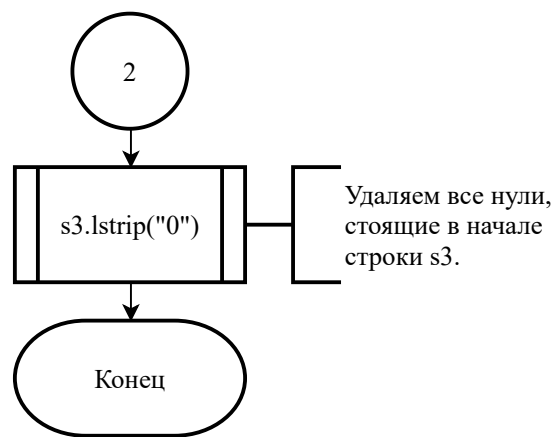 2
s3.lstrip("0")
Удаляем все нули,
стоящие в начале
строки s3.
Конец